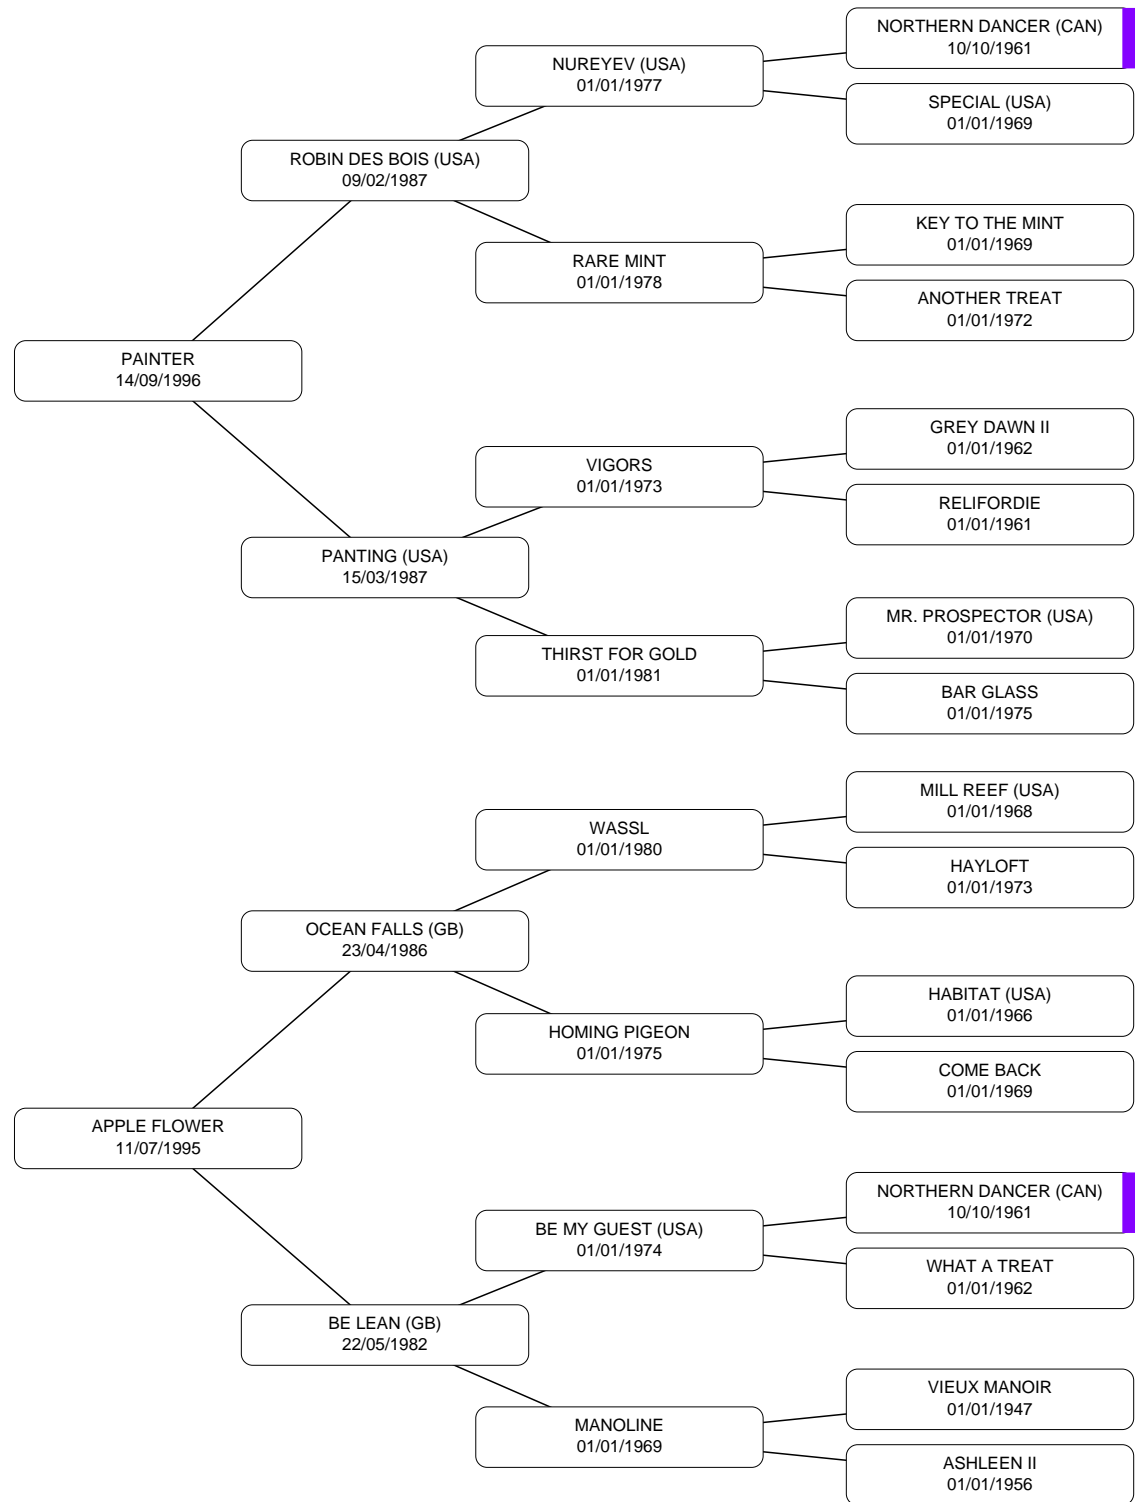 NORTHERN DANCER (CAN)
10/10/1961
NUREYEV (USA)
01/01/1977
SPECIAL (USA)
01/01/1969
ROBIN DES BOIS (USA)
09/02/1987
KEY TO THE MINT
01/01/1969
RARE MINT
01/01/1978
ANOTHER TREAT
01/01/1972
PAINTER
14/09/1996
GREY DAWN II
01/01/1962
VIGORS
01/01/1973
RELIFORDIE
01/01/1961
PANTING (USA)
15/03/1987
MR. PROSPECTOR (USA)
01/01/1970
THIRST FOR GOLD
01/01/1981
BAR GLASS
01/01/1975
MILL REEF (USA)
01/01/1968
WASSL
01/01/1980
HAYLOFT
01/01/1973
OCEAN FALLS (GB)
23/04/1986
HABITAT (USA)
01/01/1966
HOMING PIGEON
01/01/1975
COME BACK
01/01/1969
APPLE FLOWER
11/07/1995
NORTHERN DANCER (CAN)
10/10/1961
BE MY GUEST (USA)
01/01/1974
WHAT A TREAT
01/01/1962
BE LEAN (GB)
22/05/1982
VIEUX MANOIR
01/01/1947
MANOLINE
01/01/1969
ASHLEEN II
01/01/1956